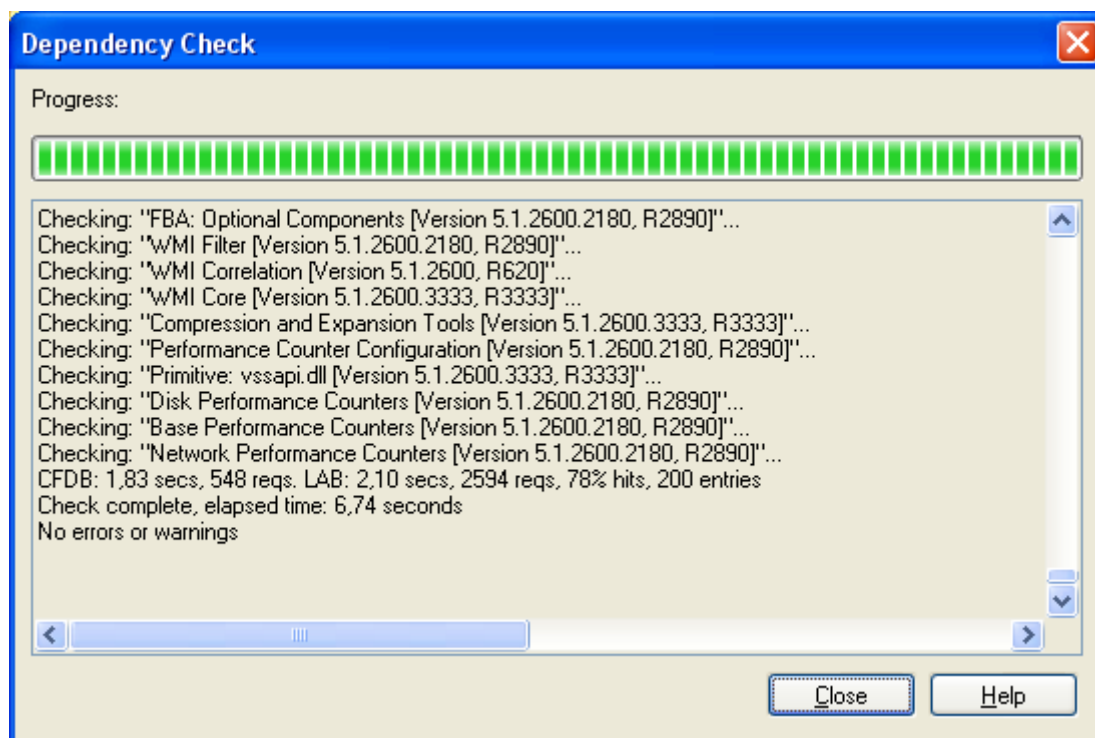 Dependency Check
Progress:
Checking: "FBA: Optional Components [Version 5.1.2600.2180, R2890]"...
Checking: "WMI Filter [Version 5.1.2600.2180, R2890]"...
Checking: "WMI Correlation [Version 5.1.2600, R620]"...
Checking: "WMI Core [Version 5.1.2600.3333, R3333]"...
Checking: "Compression and Expansion Tools [Version 5.1.2600.3333, R3333]"...
Checking: "Performance Counter Configuration [Version 5.1.2600.2180, R2890]"...
Checking: "Primitive: vssapi.dll [Version 5.1.2600.3333, R3333]"...
Checking: "Disk Performance Counters [Version 5.1.2600.2180, R2890]"...
Checking: "Base Performance Counters [Version 5.1.2600.2180, R2890]"...
Checking: "Network Performance Counters [Version 5.1.2600.2180, R2890]"...
CFDB: 1,83 secs, 548 reqs. LAB: 2,10 secs, 2594 reqs, 78% hits, 200 entries
Check complete, elapsed time: 6,74 seconds
No errors or warnings
Close
Help